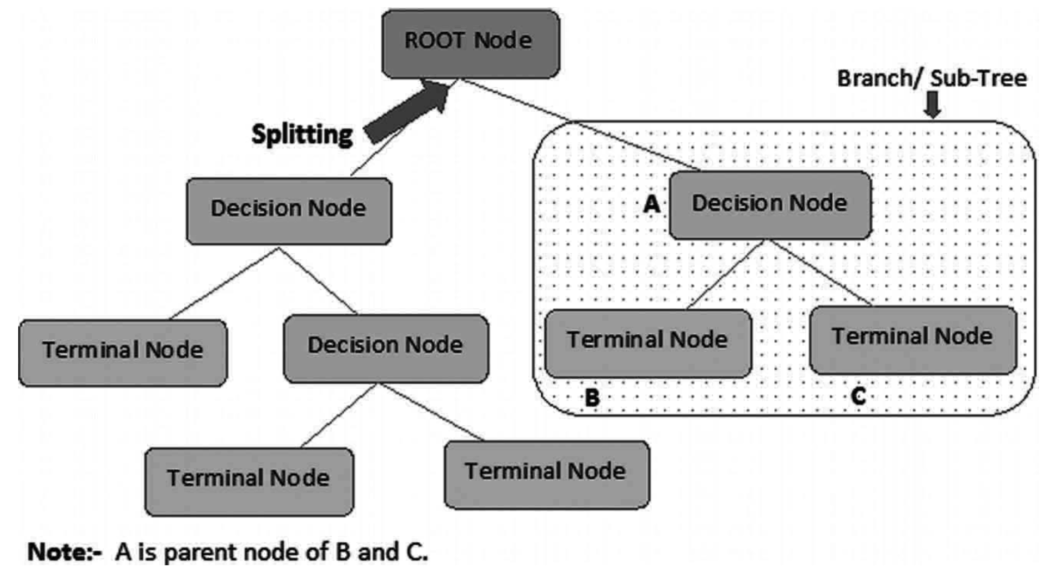 ROOT Node
Branch/ Sub-Tree
Splitting
Decision Node
A Decision Node
Terminal Node
Decision Node
Terminal Node
Terminal Node
B
C
Terminal Node
Terminal Node
Note:- A is parent node of B and C.